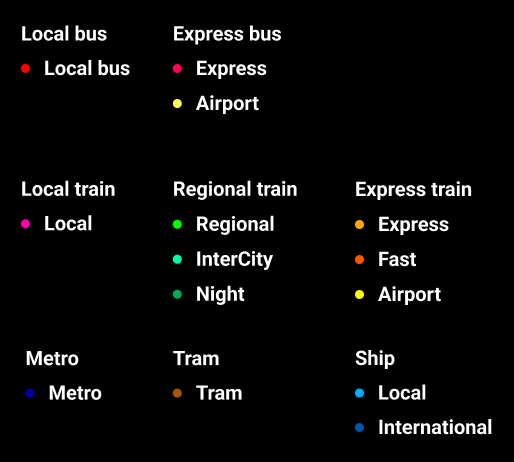 Local bus
Local bus
Express bus
Express
Airport
Local train
Local
Regional train
Regional
InterCity
Night
Express train
Express
Fast
Airport
Metro
Metro
Tram
Tram
Ship
Local
International